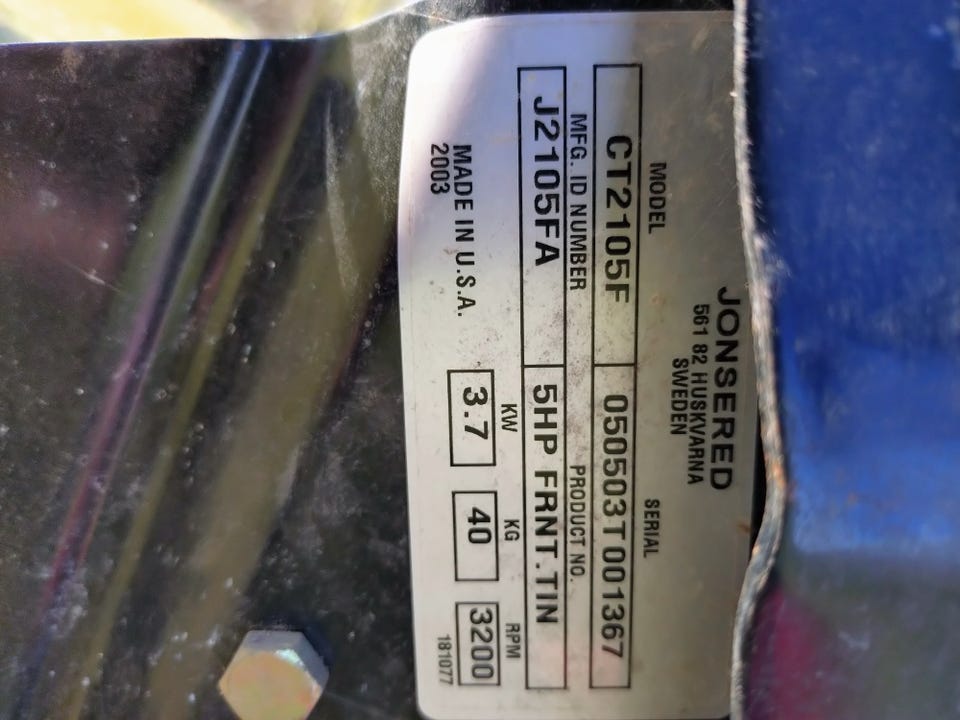 JONSERED
561 82 HUSKVARNA
SWEDEN
MODEL SERIAL
CT2105F 050503T001367
MFG. ID NUMBER PRODUCT NO.
J2105FA 5HP FRNT.TIN
KW KG RPM
MADE IN U.S.A. 3.7 40 3200
2003 181077